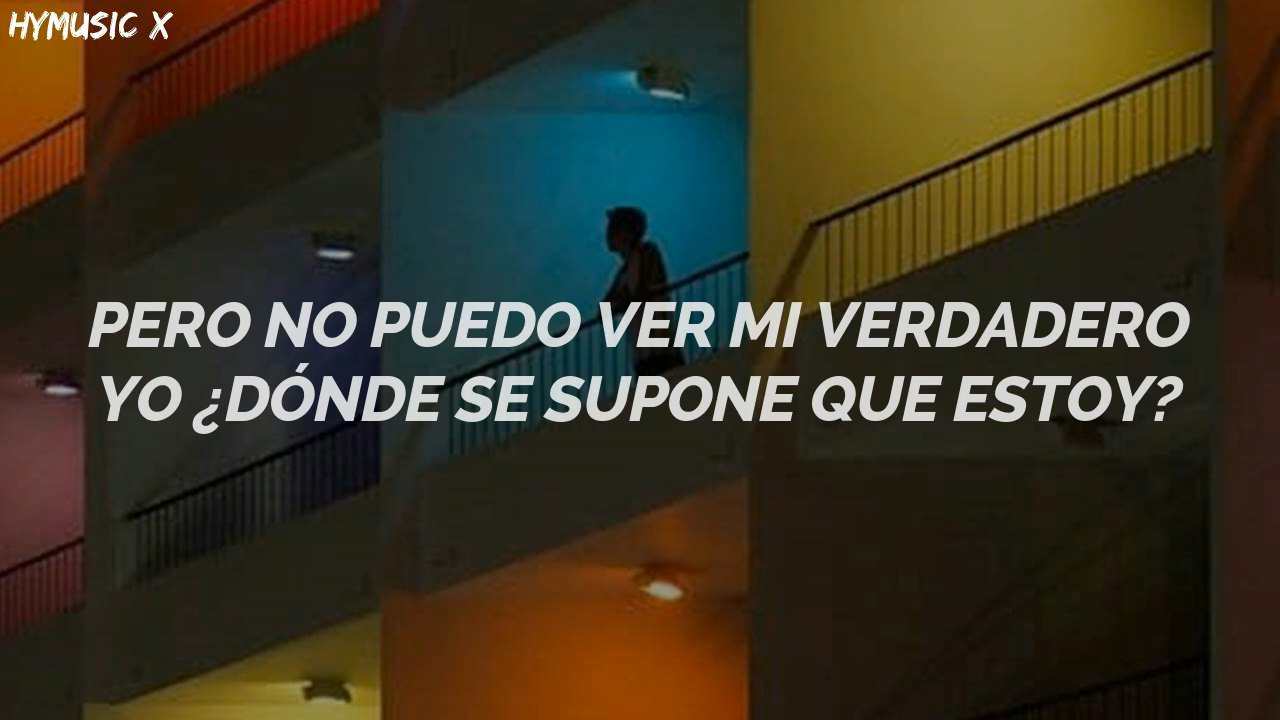 HYMUSIC X
PERO NO PUEDO VER MI VERDADERO
YO ¿DÓNDE SE SUPONE QUE ESTOY?